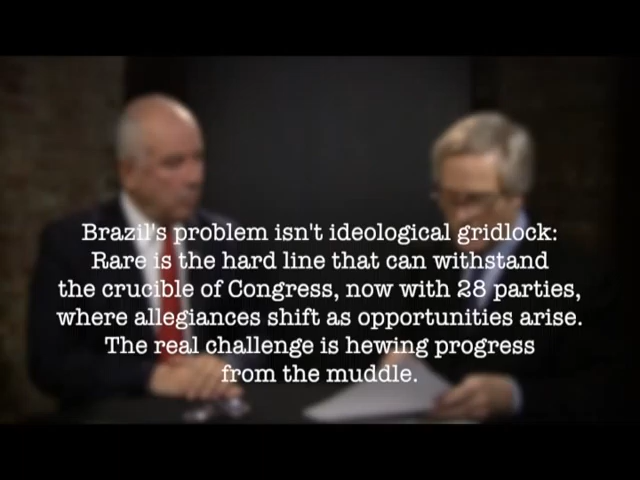 Brazil's problem isn't ideological gridlock:
Rare is the hard line that can withstand
the crucible of Congress, now with 28 parties,
where allegiances shift as opportunities arise.
The real challenge is hewing progress
from the muddle.